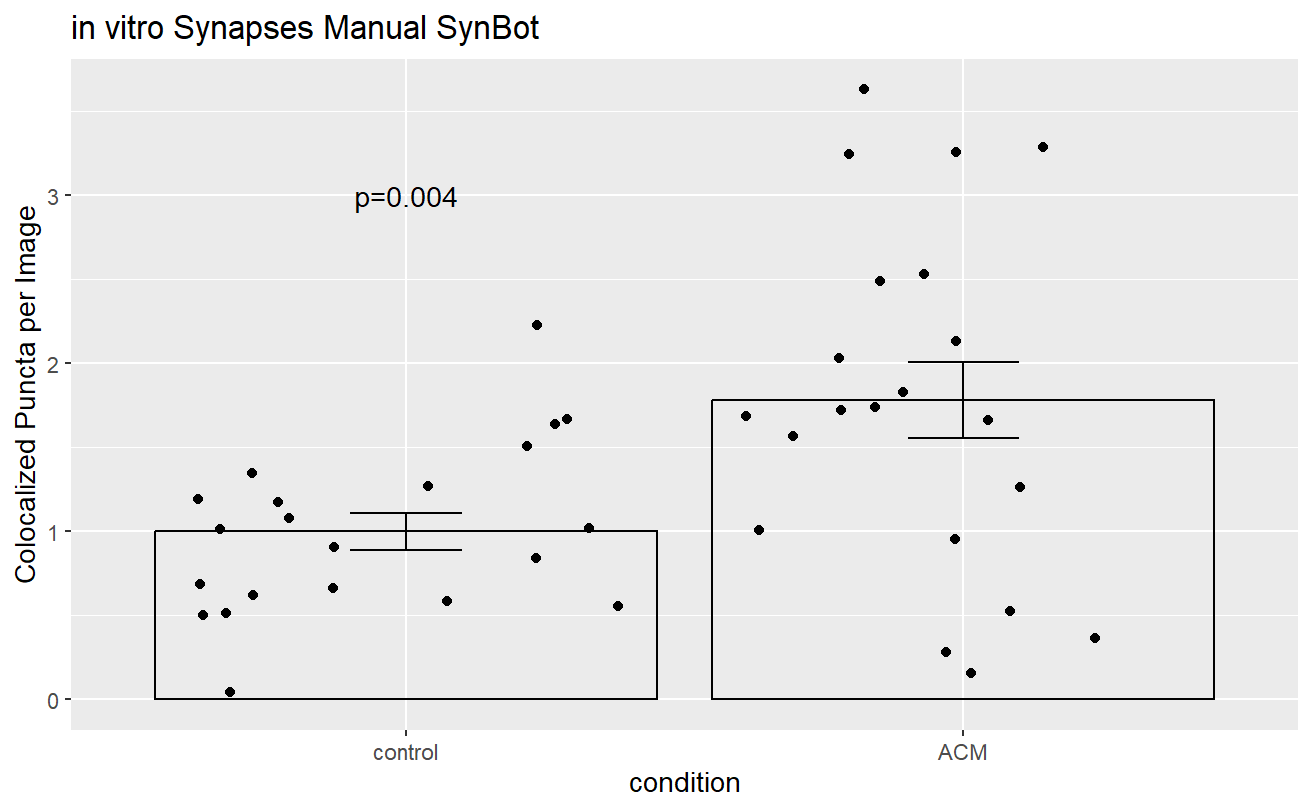 in vitro Synapses Manual SynBot
Colocalized Puncta per Image
3
2
1
0
p=0.004
control
ACM
condition